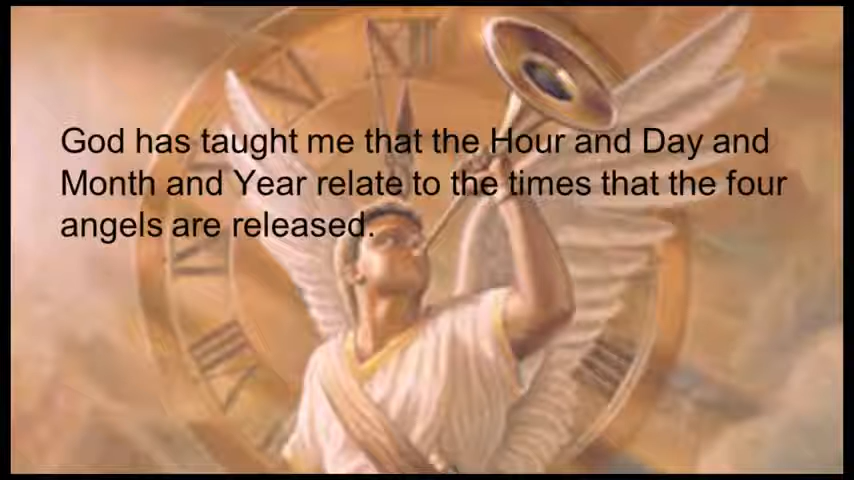 God has taught me that the Hour and Day and
Month and Year relate to the times that the four
angels are released.